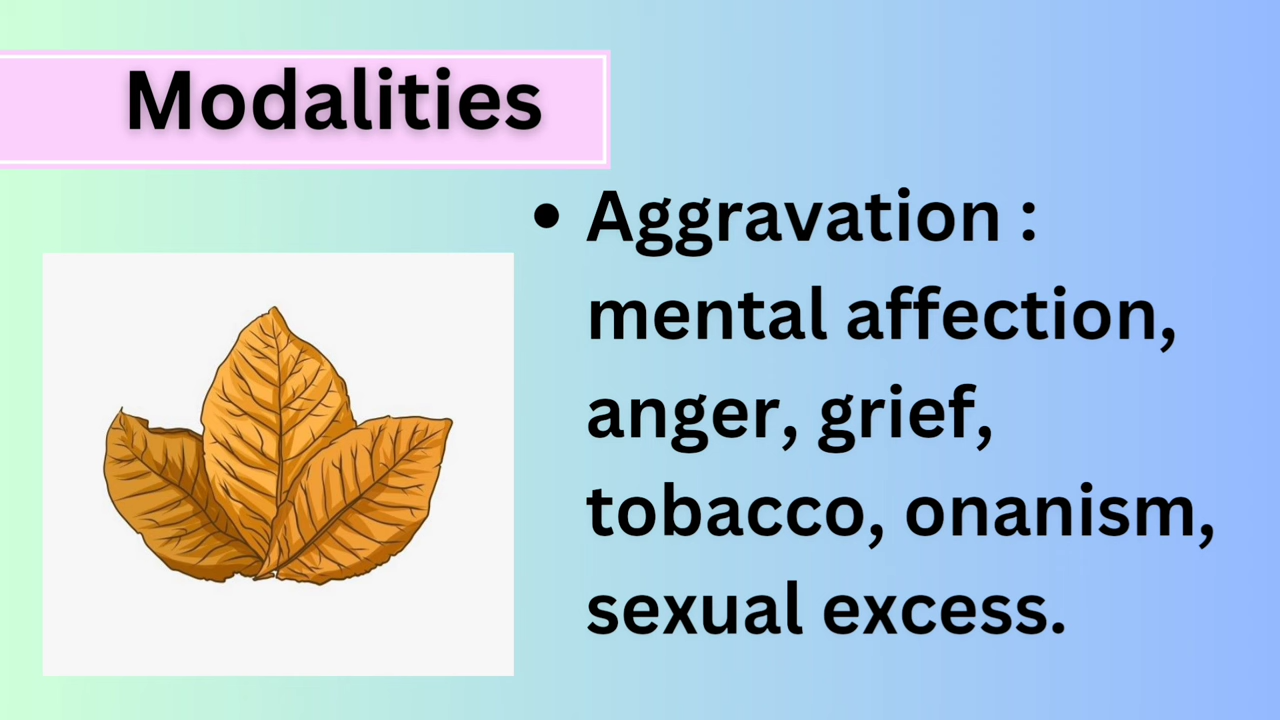 Modalities
• Aggravation :
mental affection,
anger, grief,
tobacco, onanism,
sexual excess.